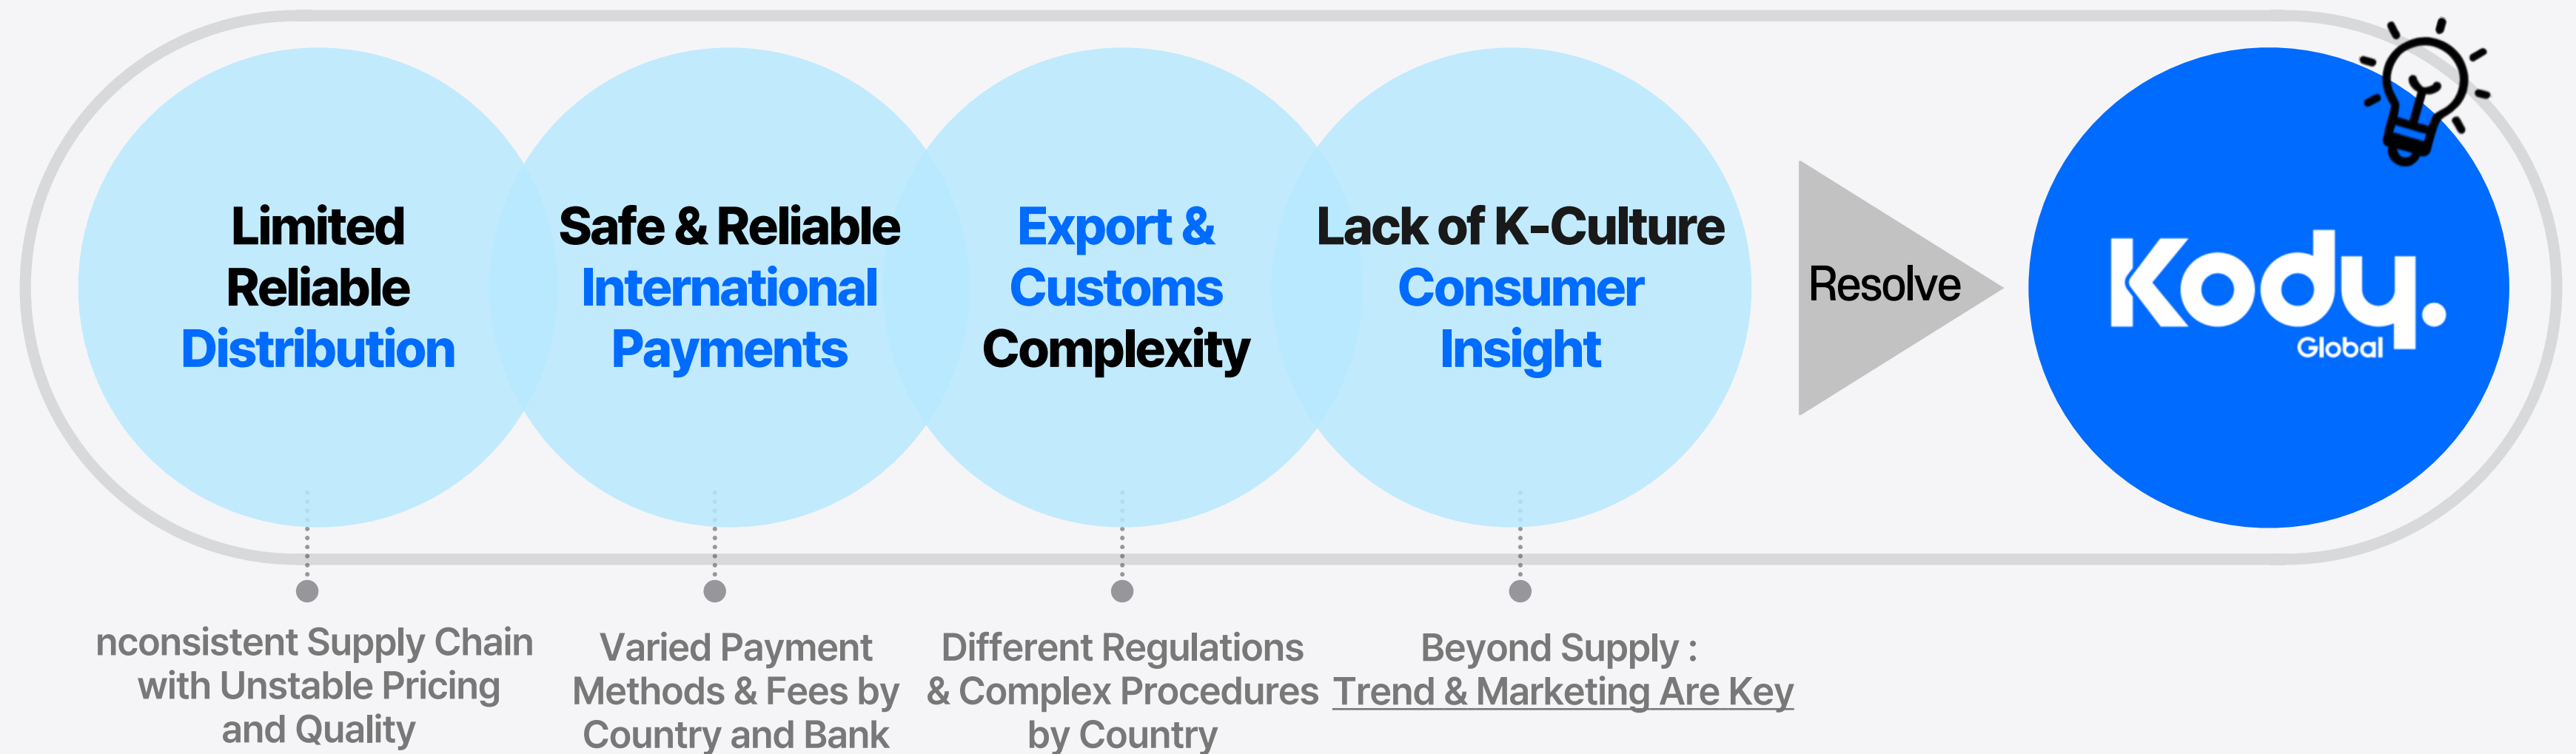 Limited
Reliable
Distribution
Safe & Reliable
International
Payments
Export &
Customs
Complexity
Lack of K-Culture
Consumer
Insight
Resolve
Kody.
Global
nconsistent Supply Chain
with Unstable Pricing
and Quality
Varied Payment
Methods & Fees by
Country and Bank
Different Regulations
& Complex Procedures
by Country
Beyond Supply :
Trend & Marketing Are Key